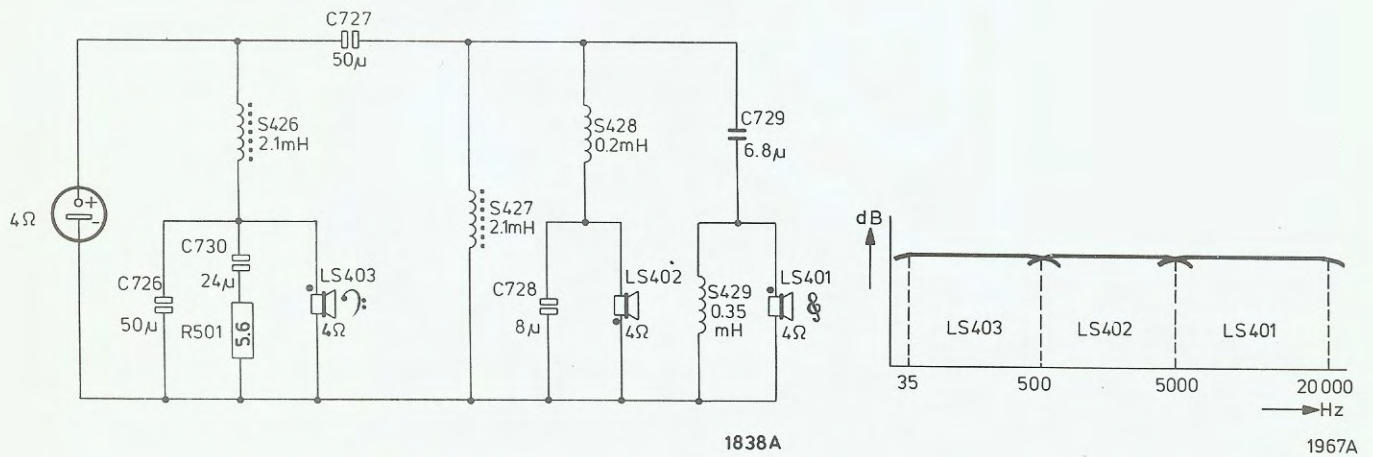 C727
50µ
S426
2.1mH
S428
0.2mH
C729
6.8µ
4Ω
+
-
S427
2.1mH
C730
24µ
C726
50µ
R501
5.6
LS403
4Ω
C728
8µ
LS402
4Ω
S429
0.35
mH
LS401
4Ω
1838A
dB
LS403
LS402
LS401
35
500
5000
20000
Hz
1967A